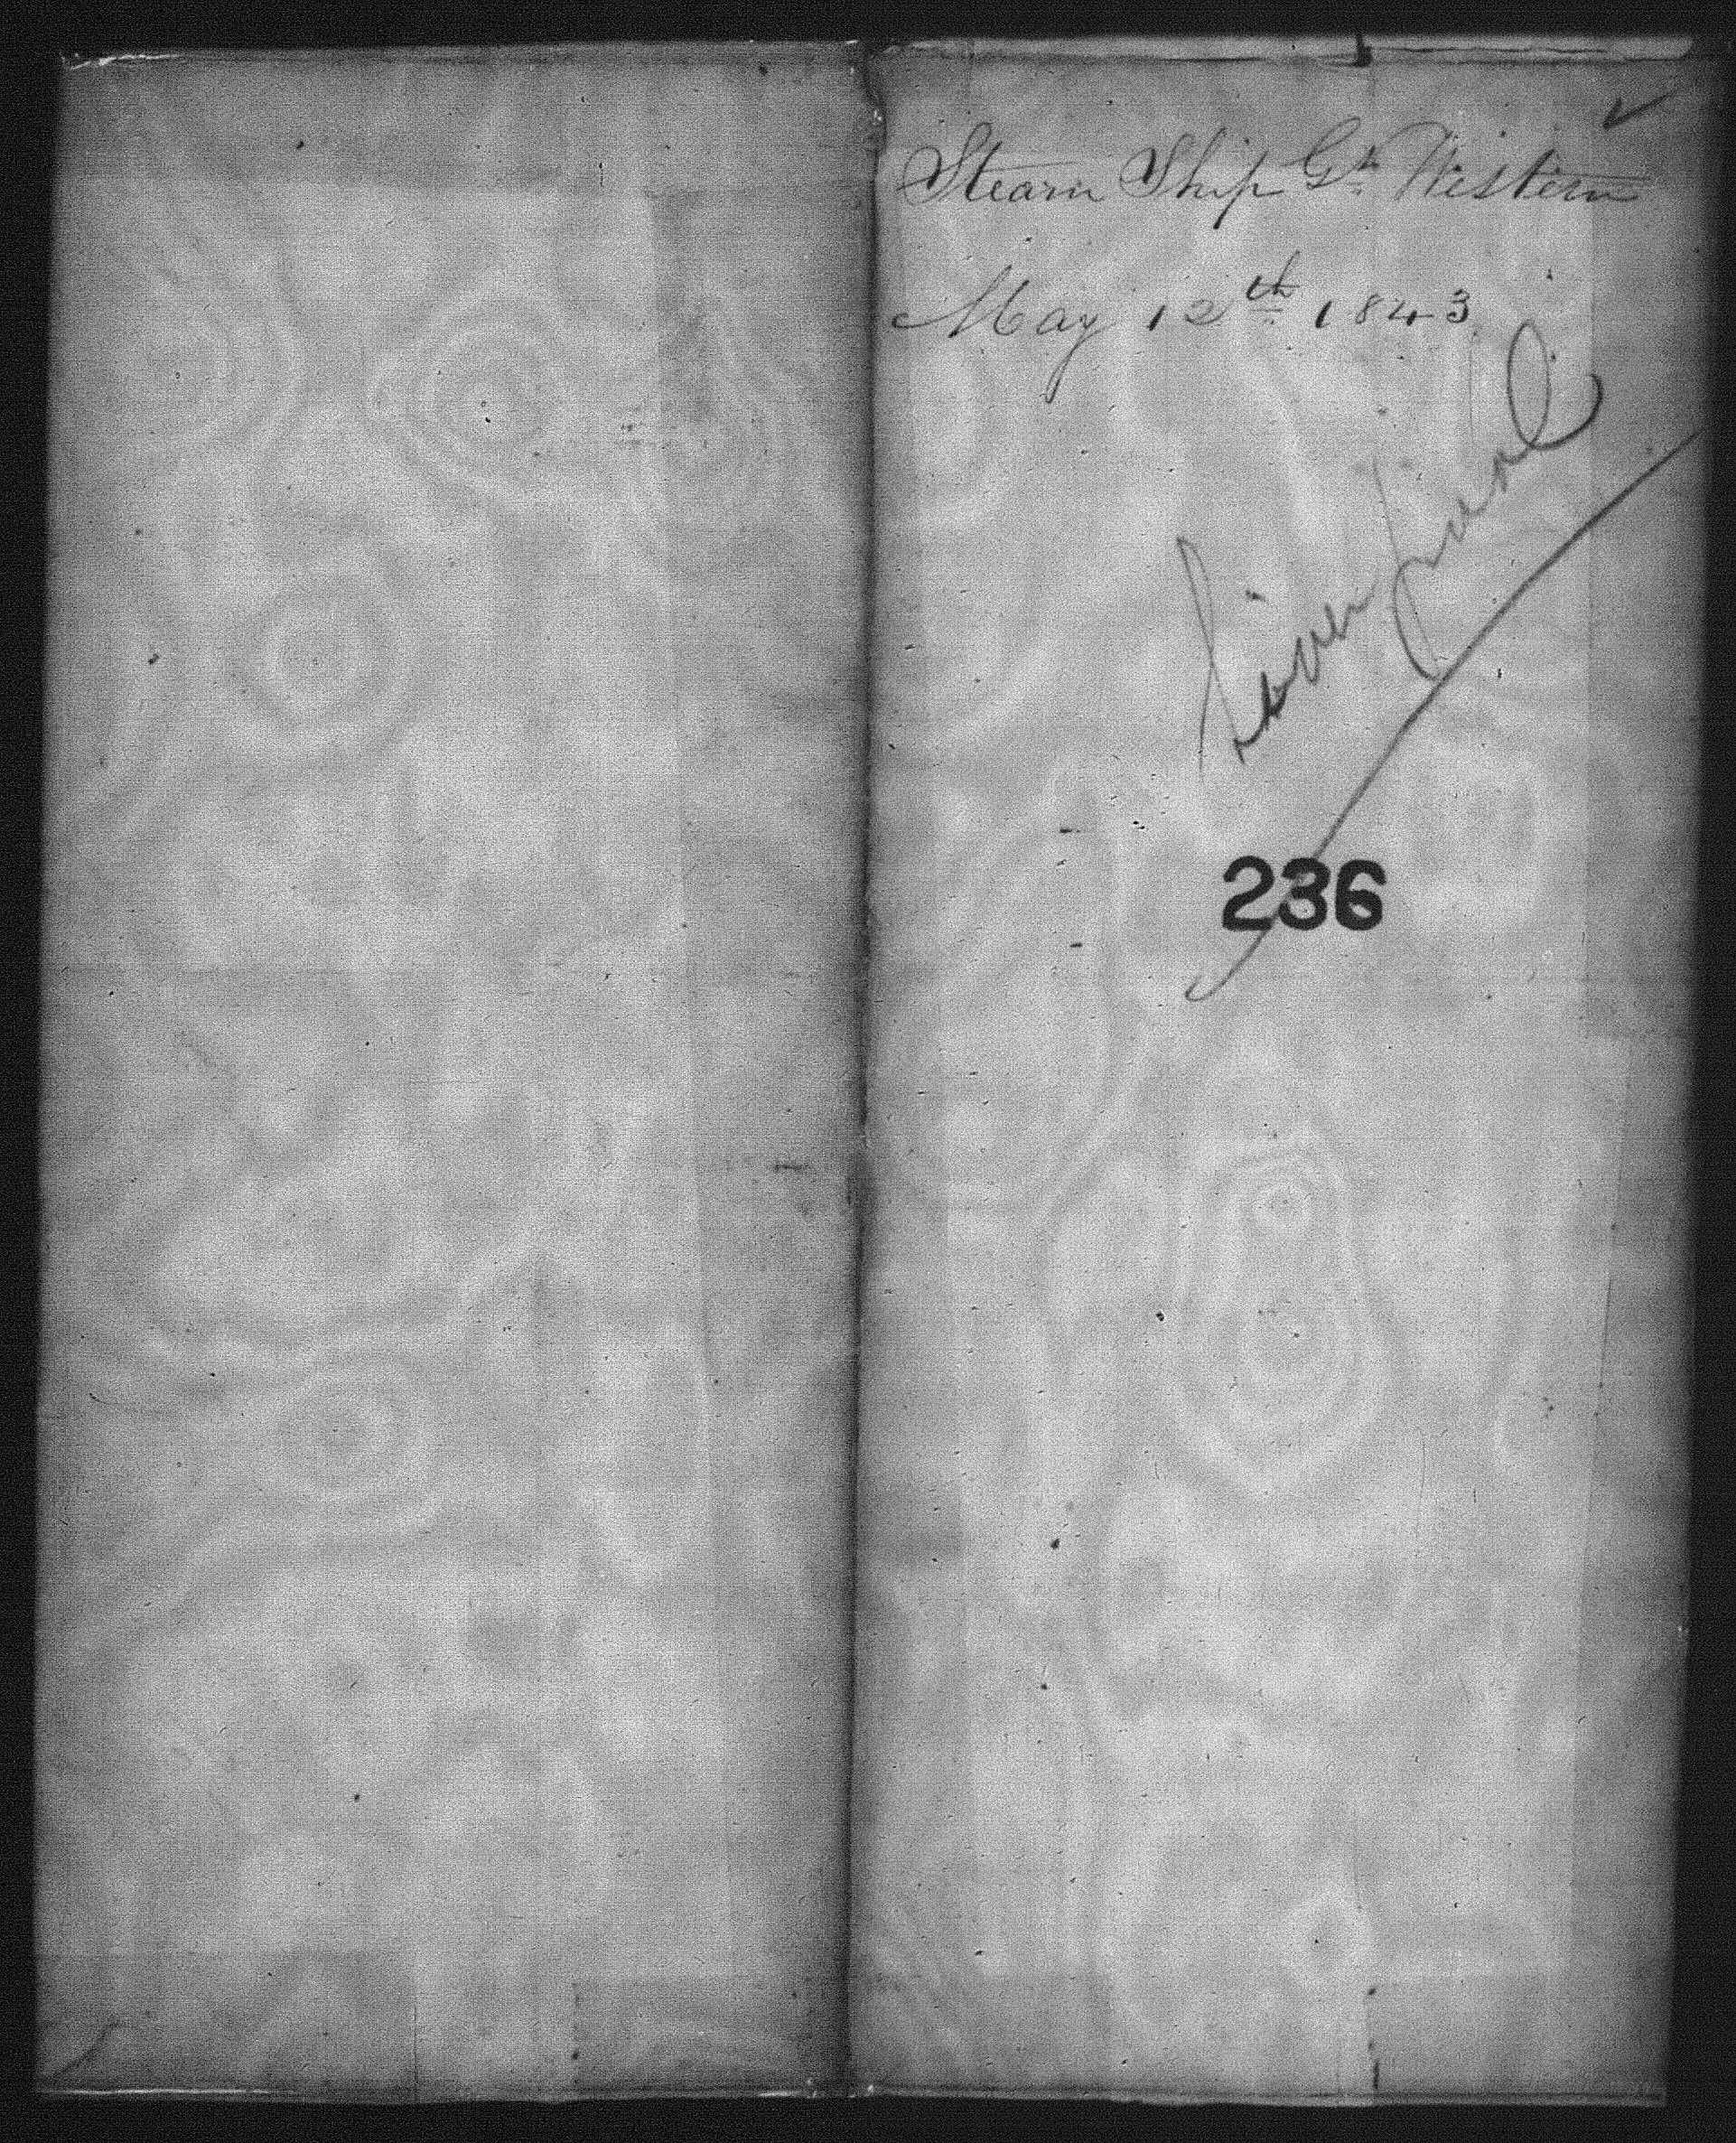 Steam Ship Gt. Western
May 12th 1843
Liverpool
236